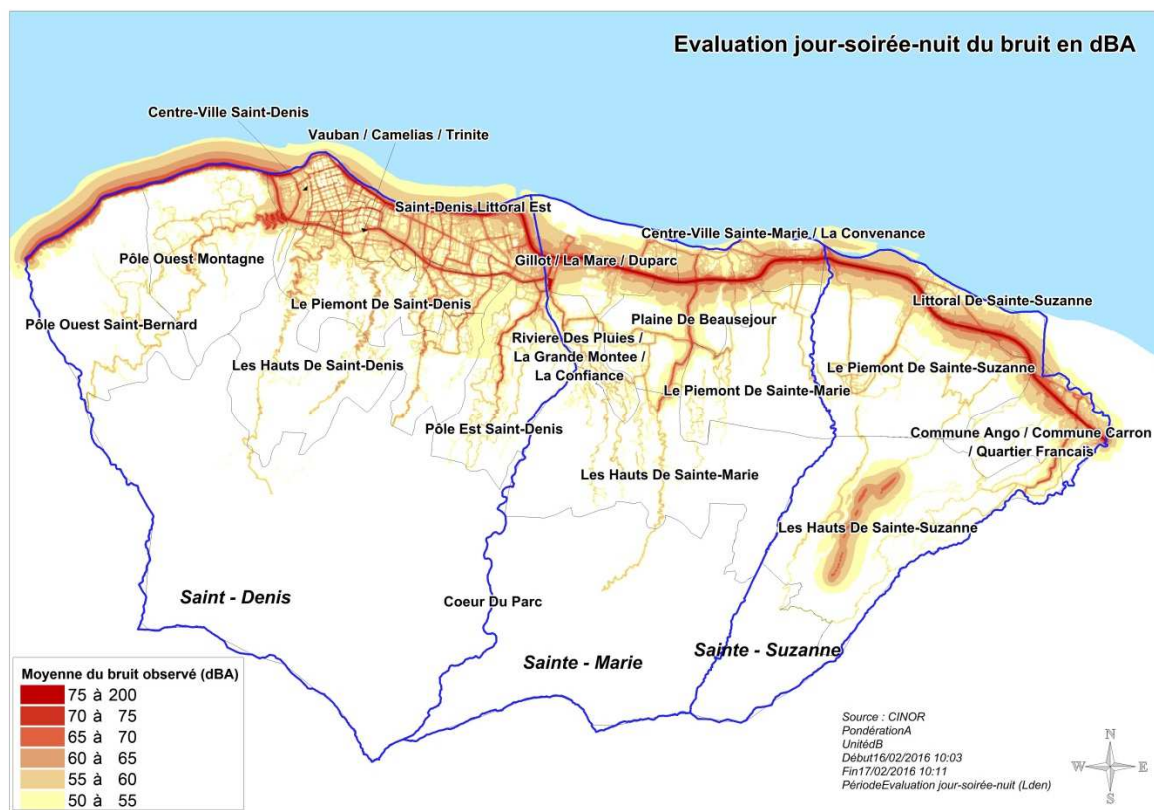 Evaluation jour-soirée-nuit du bruit en dBA
Centre-Ville Saint-Denis
Vauban / Camelias / Trinite
Saint-Denis Littoral Est
Centre-Ville Sainte-Marie / La Convenance
Pôle Ouest Montagne
Gillot / La Mare / Duparc
Le Piemont De Saint-Denis
Littoral De Sainte-Suzanne
Pôle Ouest Saint-Bernard
Plaine De Beausejour
Riviere Des Pluies /
La Grande Montee /
La Confiance
Les Hauts De Saint-Denis
Le Piemont De Sainte-Suzanne
Le Piemont De Sainte-Marie
Pôle Est Saint-Denis
Commune Ango / Commune Carron
/ Quartier Francaïs
Les Hauts De Sainte-Marie
Les Hauts De Sainte-Suzanne
Saint - Denis
Coeur Du Parc
Sainte - Marie
Sainte - Suzanne
Moyenne du bruit observé (dBA)
75 à 200
70 à 75
65 à 70
60 à 65
55 à 60
50 à 55
Source : CINOR
PondérationA
UnitédB
Début16/02/2016 10:03
Fin17/02/2016 10:11
PériodeEvaluation jour-soirée-nuit (Lden)
N
W
E
S